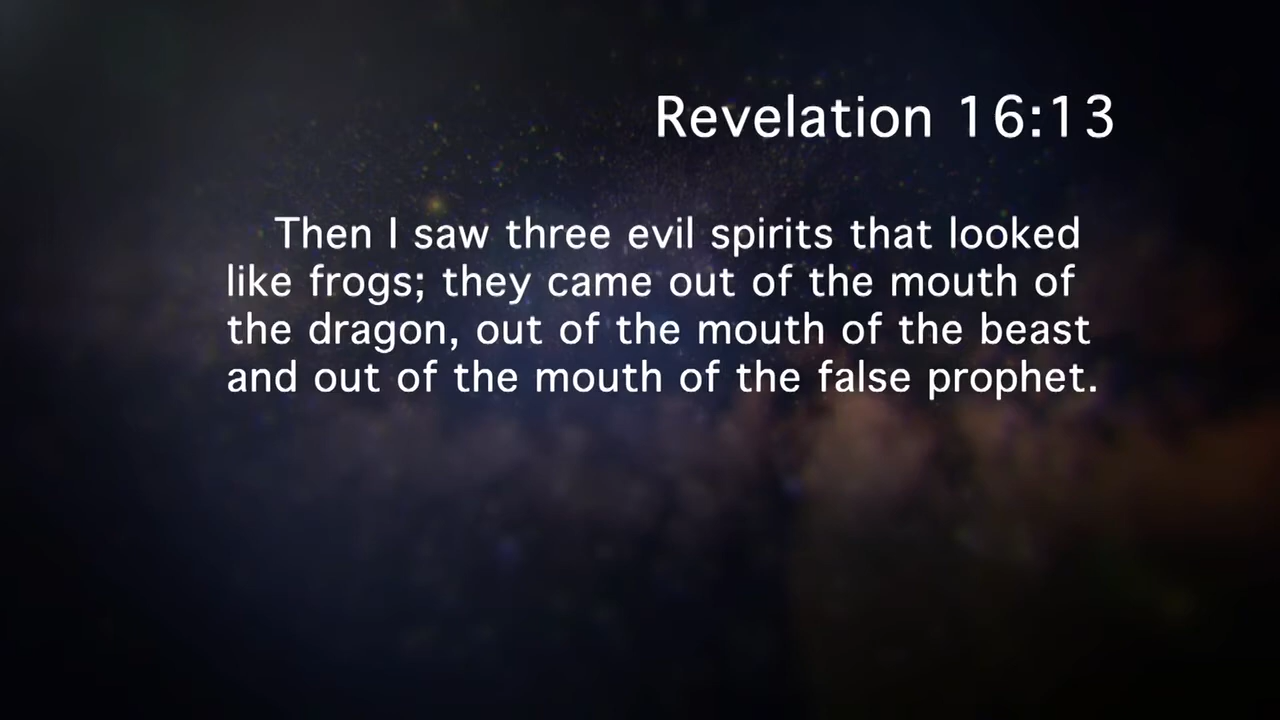 Revelation 16:13
Then I saw three evil spirits that looked
like frogs; they came out of the mouth of
the dragon, out of the mouth of the beast
and out of the mouth of the false prophet.